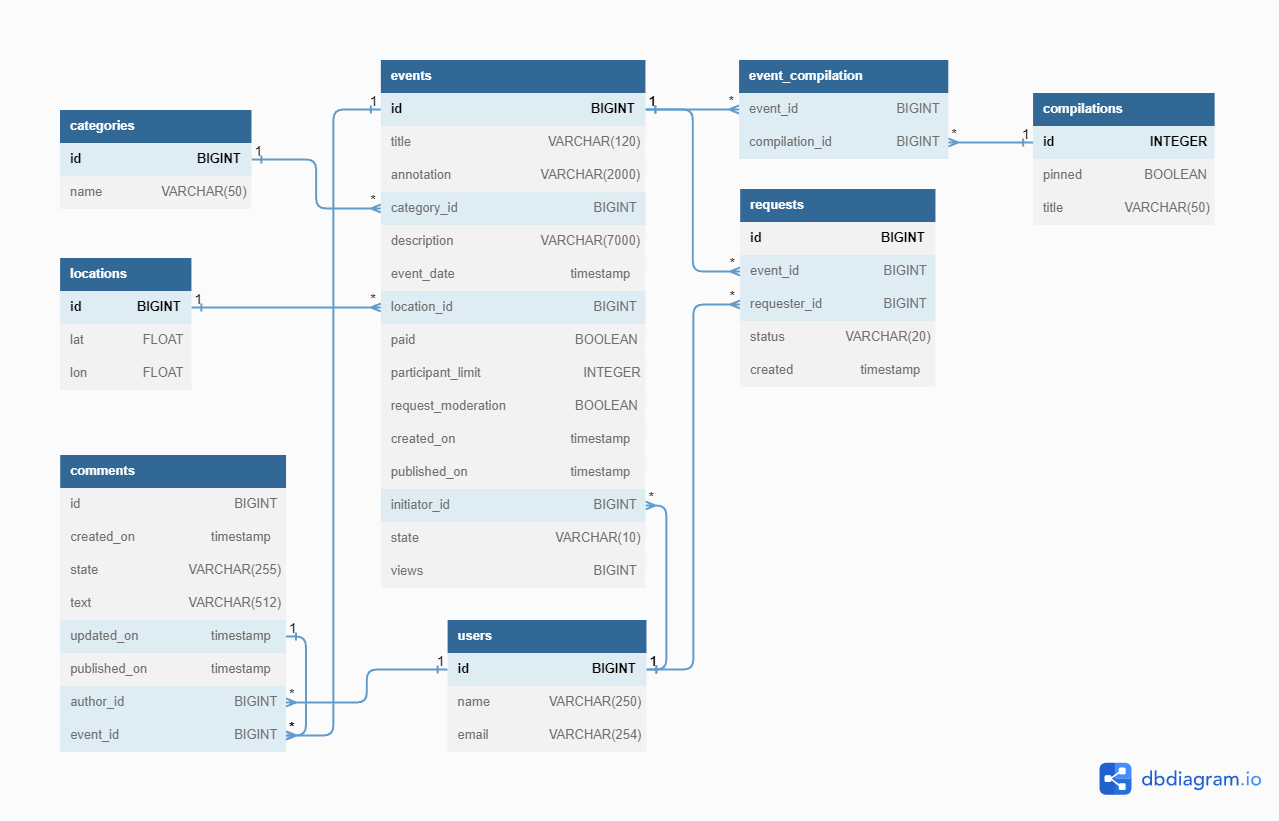 categories
id BIGINT
name VARCHAR(50)
locations
id BIGINT
lat FLOAT
lon FLOAT
comments
id BIGINT
created_on timestamp
state VARCHAR(255)
text VARCHAR(512)
updated_on timestamp
published_on timestamp
author_id BIGINT
event_id BIGINT
events
id BIGINT
title VARCHAR(120)
annotation VARCHAR(2000)
category_id BIGINT
description VARCHAR(7000)
event_date timestamp
location_id BIGINT
paid BOOLEAN
participant_limit INTEGER
request_moderation BOOLEAN
created_on timestamp
published_on timestamp
initiator_id BIGINT
state VARCHAR(10)
views BIGINT
users
id BIGINT
name VARCHAR(250)
email VARCHAR(254)
event_compilation
event_id BIGINT
compilation_id BIGINT
requests
id BIGINT
event_id BIGINT
requester_id BIGINT
status VARCHAR(20)
created timestamp
compilations
id INTEGER
pinned BOOLEAN
title VARCHAR(50)
1
*
1
*
1
*
1
*
1
*
1
*
1
*
*
1
*
dbdiagram.io